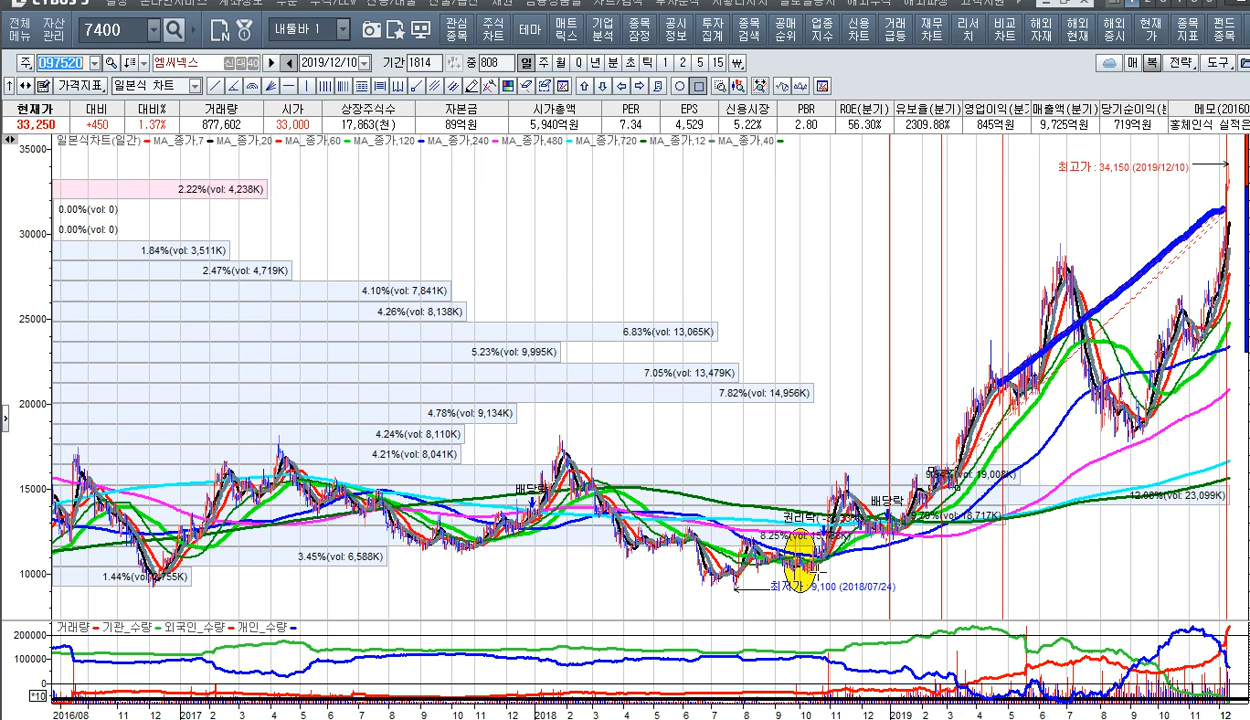 CYBOS 5
전체 메뉴 자산 관리 7400 내툴바 1 관심 종목 주식 차트 테마 매트 릭스 기업 분석 종목 잠정 공시 정보 투자 집계 종목 검색 공매 순위 업종 지수 신용 차트 거래 급등 재무 차트 리서 치 비교 차트 해외 자재 해외 현재 해외 증시 현재 가 종목 지표 펀드 종목
주 097520 엠씨넥스 2019/12/10 기간 1814 중 808 일 주 월 Q 년 분 초 틱 1 2 3 5 15 매 복 전략 도구
가격지표 일본식 차트
현재가 대비 대비% 거래량 시가 상장주식수 자본금 시가총액 PER EPS 신용시장 PBR ROE(분기) 유보율(분기) 영업이익(분기 매출액(분기) 당기순이익( 메모(20160
33,250 +450 1.37% 877,602 33,000 17,863(천) 89억원 5,940억원 7.34 4,529 5.22% 2.80 56.30% 2309.88% 845억원 9,725억원 719억원 홍체인식 실적은
일본식차트(일간) MA_종가,7 MA_종가,20 MA_종가,60 MA_종가,120 MA_종가,240 MA_종가,480 MA_종가,720 MA_종가,12 MA_종가,40
35000
최고가 : 34,150 (2019/12/10)
2.22%(vol: 4,238K)
0.00%(vol: 0)
0.00%(vol: 0)
30000
1.84%(vol: 3,511K)
2.47%(vol: 4,719K)
4.10%(vol: 7,841K)
4.26%(vol: 8,138K)
25000
6.83%(vol: 13,065K)
5.23%(vol: 9,995K)
7.05%(vol: 13,479K)
7.82%(vol: 14,956K)
20000
4.78%(vol: 9,134K)
4.24%(vol: 8,110K)
4.21%(vol: 8,041K)
(vol: 19,008K)
15000
배당락
배당락
12.08%(vol: 23,099K)
권리락
(vol: 18,717K)
8.25%
3.45%(vol: 6,588K)
10000
1.44%
최저가 : 9,100 (2018/07/24)
거래량 기관_수량 외국인_수량 개인_수량
200000
100000
0
*10
2016/08 11 12 2017 2 3 4 5 6 7 8 9 10 11 12 2018 2 3 4 5 6 7 8 9 10 11 12 2019 2 3 4 5 6 7 8 9 10 11 12